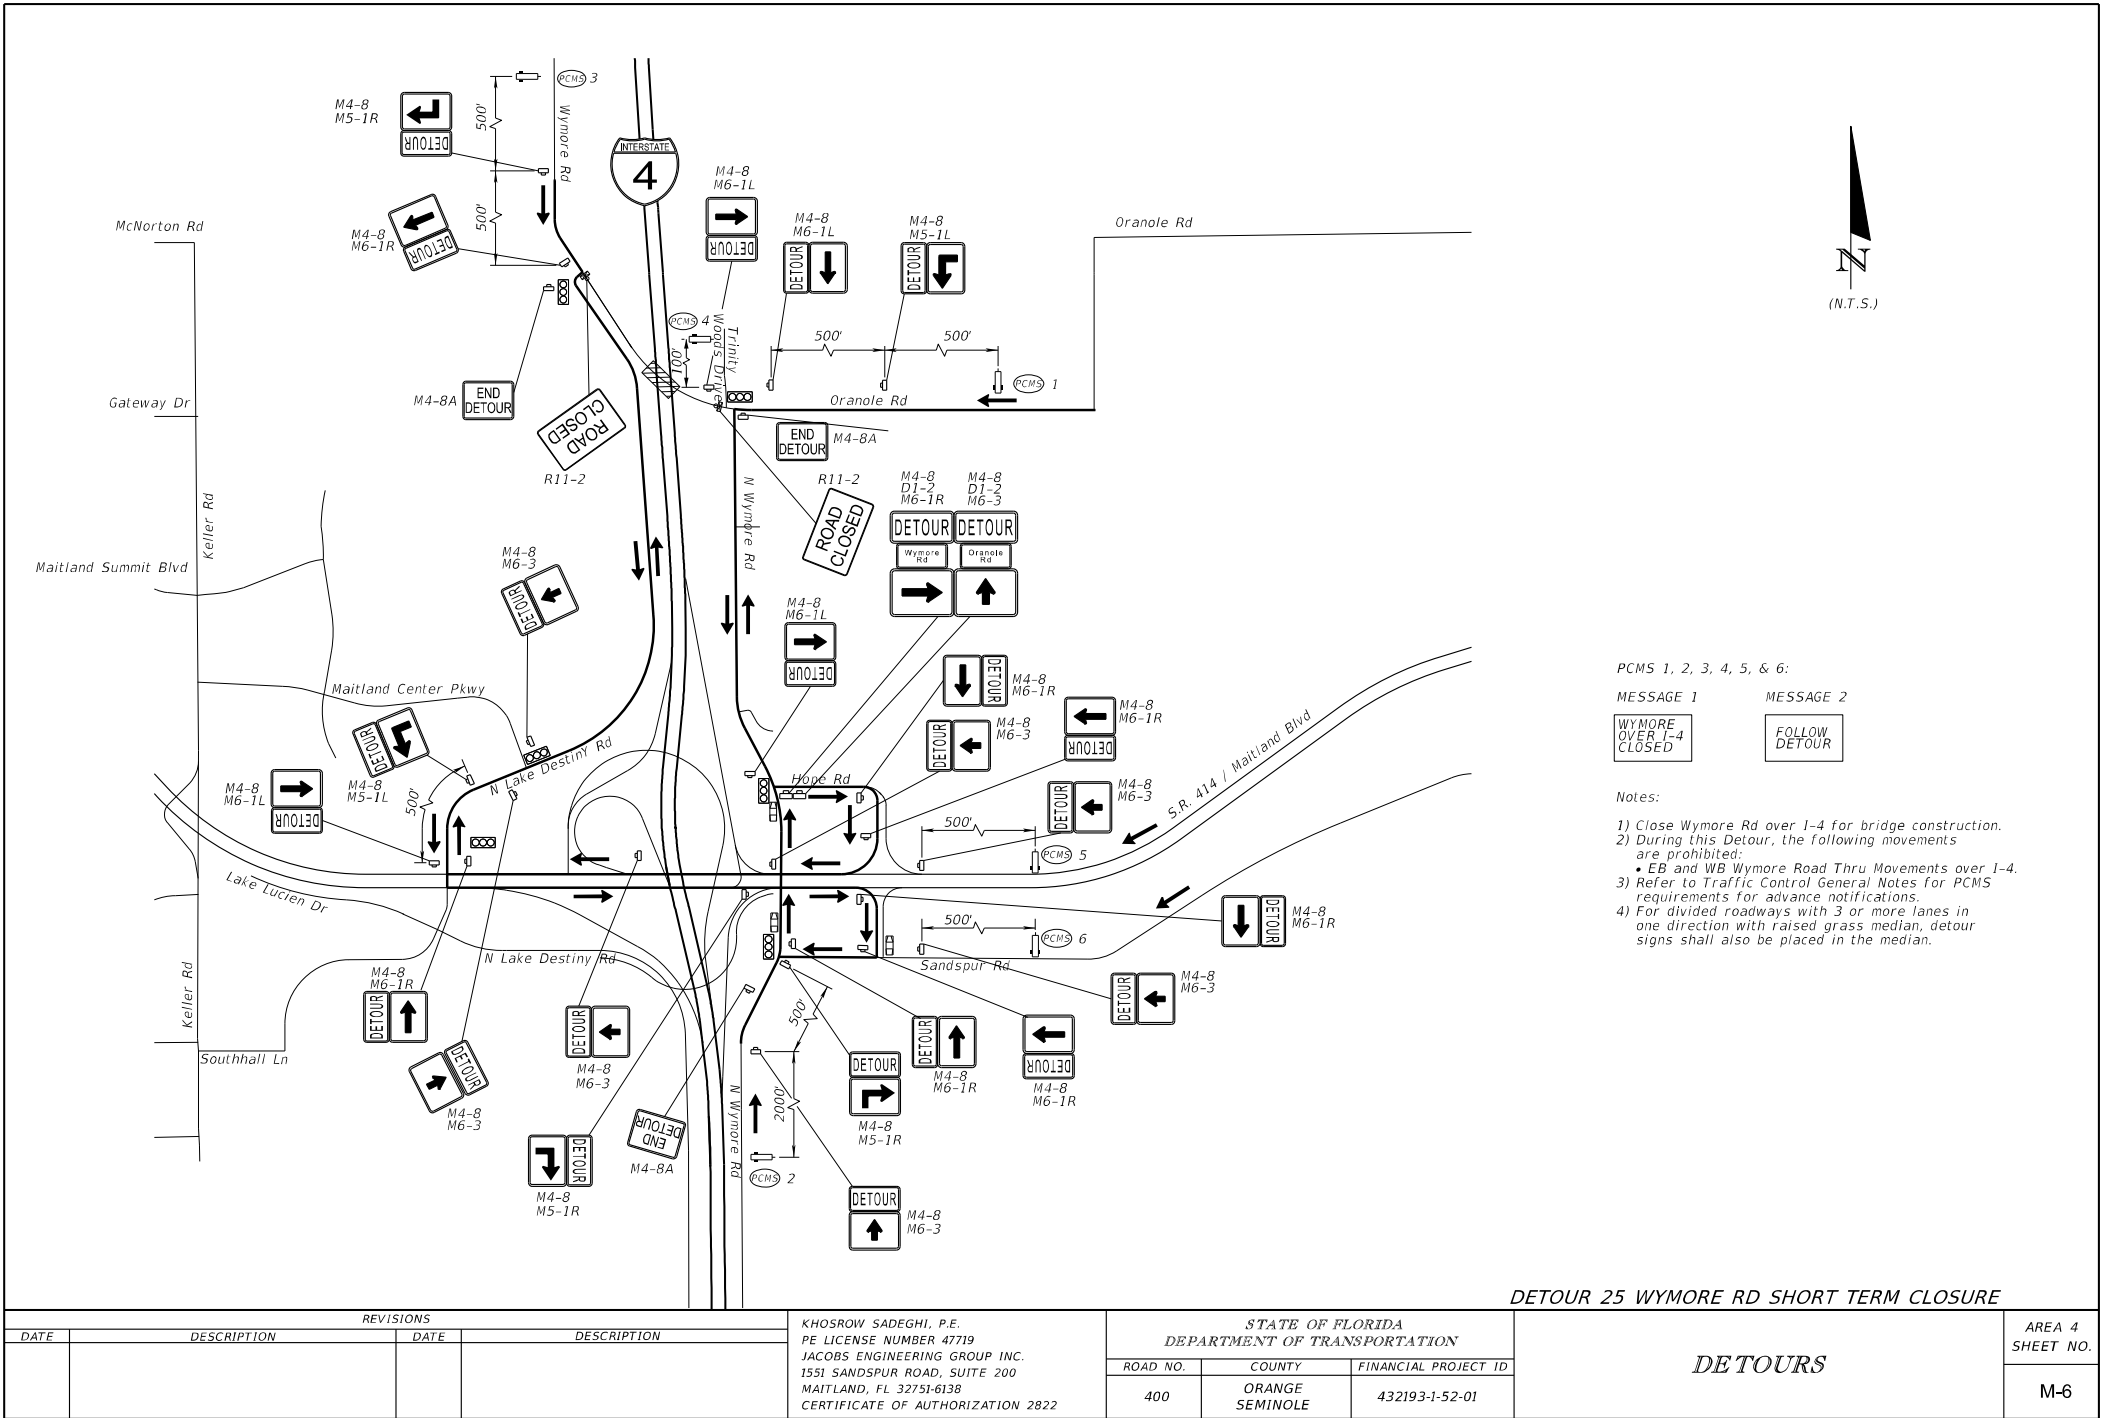 PCMS 3
500'
M4-8
M5-1R
DETOUR
Wymore Rd
INTERSTATE
4
500'
M4-8
M6-1R
DETOUR
M4-8
M6-1L
DETOUR
M4-8
M6-1L
DETOUR
M4-8
M5-1L
DETOUR
McNorton Rd
Oranole Rd
N
(N.T.S.)
PCMS 4
100'
Trinity
Woods Drive
500'
500'
PCMS 1
Oranole Rd
M4-8A
END
DETOUR
ROAD
CLOSED
R11-2
END
DETOUR
M4-8A
Gateway Dr
Keller Rd
Maitland Summit Blvd
N Wymore Rd
R11-2
ROAD
CLOSED
M4-8
D1-2
M6-1R
DETOUR
Wymore
Rd
M4-8
D1-2
M6-3
DETOUR
Oranole
Rd
M4-8
M6-3
DETOUR
M4-8
M6-1L
DETOUR
DETOUR
M4-8
M6-1R
M4-8
M6-1R
DETOUR
DETOUR
M4-8
M6-3
Maitland Center Pkwy
DETOUR
M4-8
M5-1L
N Lake Destiny Rd
500'
M4-8
M6-1L
DETOUR
Hope Rd
DETOUR
M4-8
M6-3
S.R. 414 / Maitland Blvd
500'
PCMS 5
Lake Lucien Dr
N Lake Destiny Rd
500'
PCMS 6
Sandspur Rd
DETOUR
M4-8
M6-1R
DETOUR
M4-8
M6-3
Keller Rd
Southhall Ln
M4-8
M6-1R
DETOUR
DETOUR
M4-8
M6-3
DETOUR
M4-8
M6-3
500'
2000'
N Wymore Rd
DETOUR
M4-8
M5-1R
DETOUR
M4-8
M6-1R
DETOUR
M4-8
M6-1R
DETOUR
M4-8
M5-1R
END
DETOUR
M4-8A
PCMS 2
DETOUR
M4-8
M6-3
PCMS 1, 2, 3, 4, 5, & 6:
MESSAGE 1
MESSAGE 2
WYMORE
OVER I-4
CLOSED
FOLLOW
DETOUR
Notes:
1) Close Wymore Rd over I-4 for bridge construction.
2) During this Detour, the following movements
are prohibited:
• EB and WB Wymore Road Thru Movements over I-4.
3) Refer to Traffic Control General Notes for PCMS
requirements for advance notifications.
4) For divided roadways with 3 or more lanes in
one direction with raised grass median, detour
signs shall also be placed in the median.
DETOUR 25 WYMORE RD SHORT TERM CLOSURE
REVISIONS
DATE DESCRIPTION DATE DESCRIPTION
KHOSROW SADEGHI, P.E.
PE LICENSE NUMBER 47719
JACOBS ENGINEERING GROUP INC.
1551 SANDSPUR ROAD, SUITE 200
MAITLAND, FL 32751-6138
CERTIFICATE OF AUTHORIZATION 2822
STATE OF FLORIDA
DEPARTMENT OF TRANSPORTATION
ROAD NO. COUNTY FINANCIAL PROJECT ID
400
ORANGE
SEMINOLE
432193-1-52-01
DETOURS
AREA 4
SHEET NO.
M-6